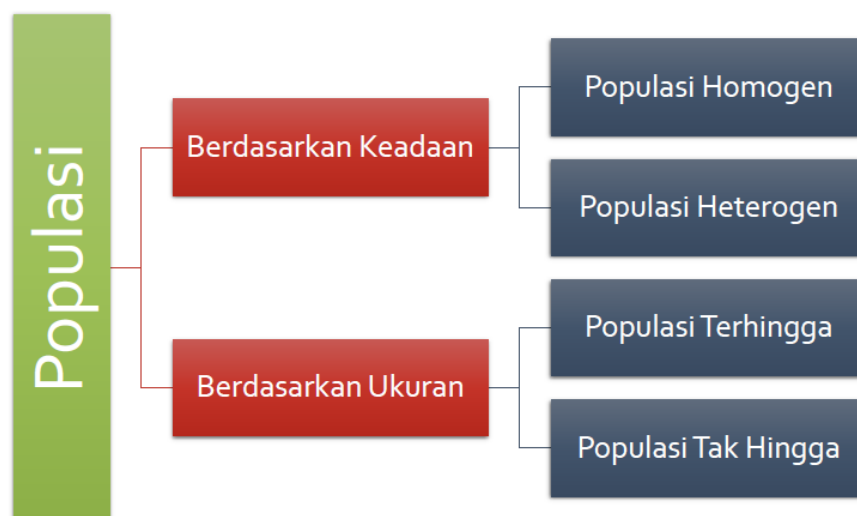 Populasi
Berdasarkan Keadaan
Populasi Homogen
Populasi Heterogen
Berdasarkan Ukuran
Populasi Terhingga
Populasi Tak Hingga